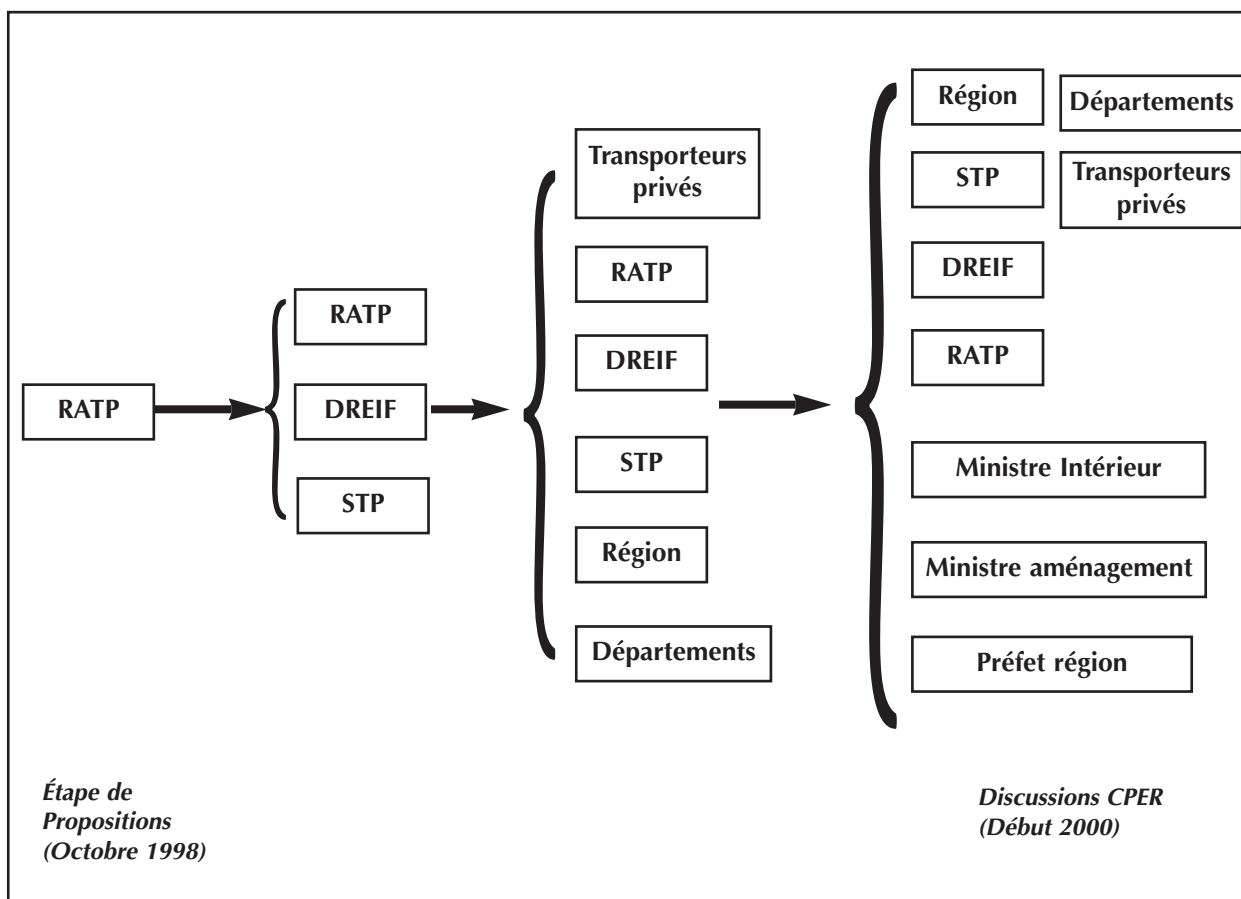 RATP
RATP
DREIF
STP
Transporteurs
privés
RATP
DREIF
STP
Région
Départements
Région
Départements
STP
Transporteurs
privés
DREIF
RATP
Ministre Intérieur
Ministre aménagement
Préfet région
Étape de
Propositions
(Octobre 1998)
Discussions CPER
(Début 2000)